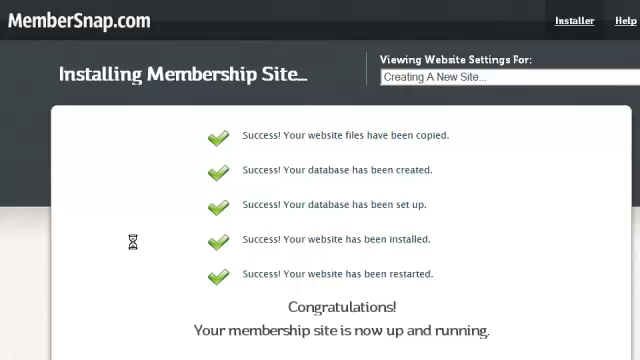 MemberSnap.com
Installer Help
Viewing Website Settings For:
Installing Membership Site...
Creating A New Site...
Success! Your website files have been copied.
Success! Your database has been created.
Success! Your database has been set up.
Success! Your website has been installed.
Success! Your website has been restarted.
Congratulations!
Your membership site is now up and running.